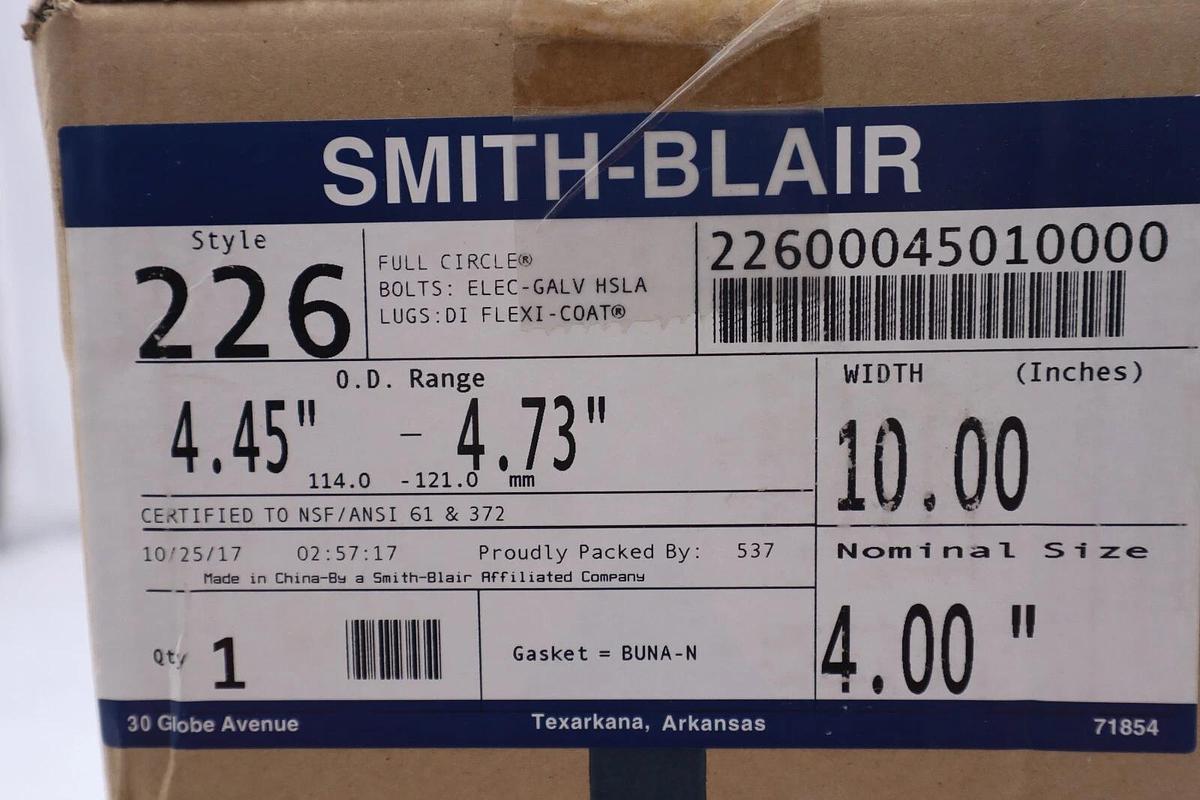 SMITH-BLAIR
Style
226
FULL CIRCLE®
BOLTS: ELEC-GALV HSLA
LUGS:DI FLEXI-COAT®
22600045010000
O.D. Range
4.45" - 4.73"
114.0 -121.0 mm
WIDTH (Inches)
10.00
CERTIFIED TO NSF/ANSI 61 & 372
10/25/17 02:57:17 Proudly Packed By: 537
Made in China-By a Smith-Blair Affiliated Company
Nominal Size
4.00 "
Qty 1
Gasket = BUNA-N
30 Globe Avenue Texarkana, Arkansas 71854